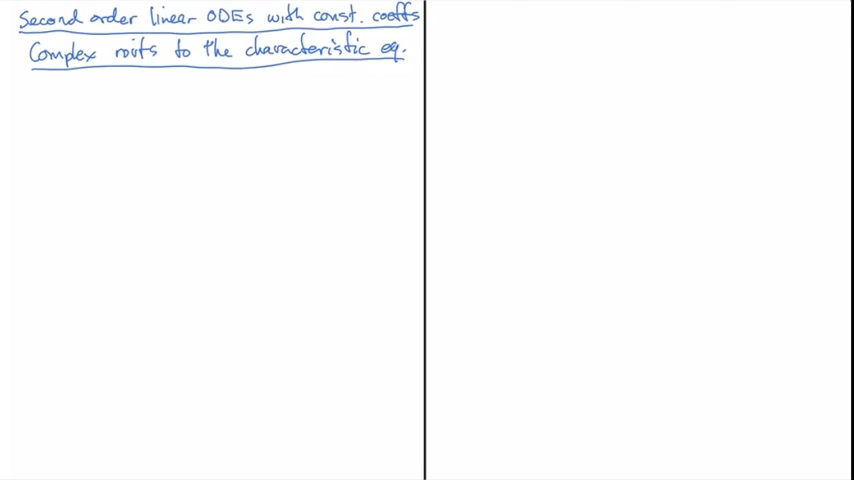 Second order linear ODEs with const. coeffs
Complex roots to the characteristic eq.